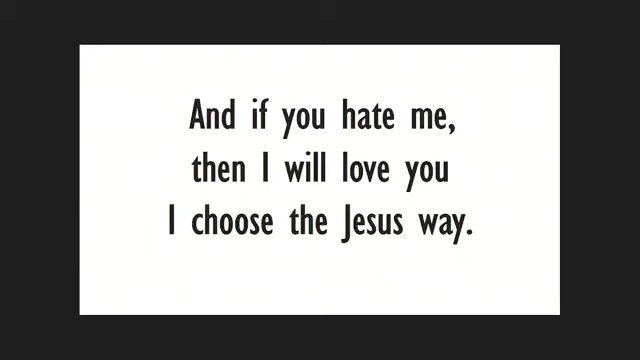 And if you hate me,
then I will love you
I choose the Jesus way.